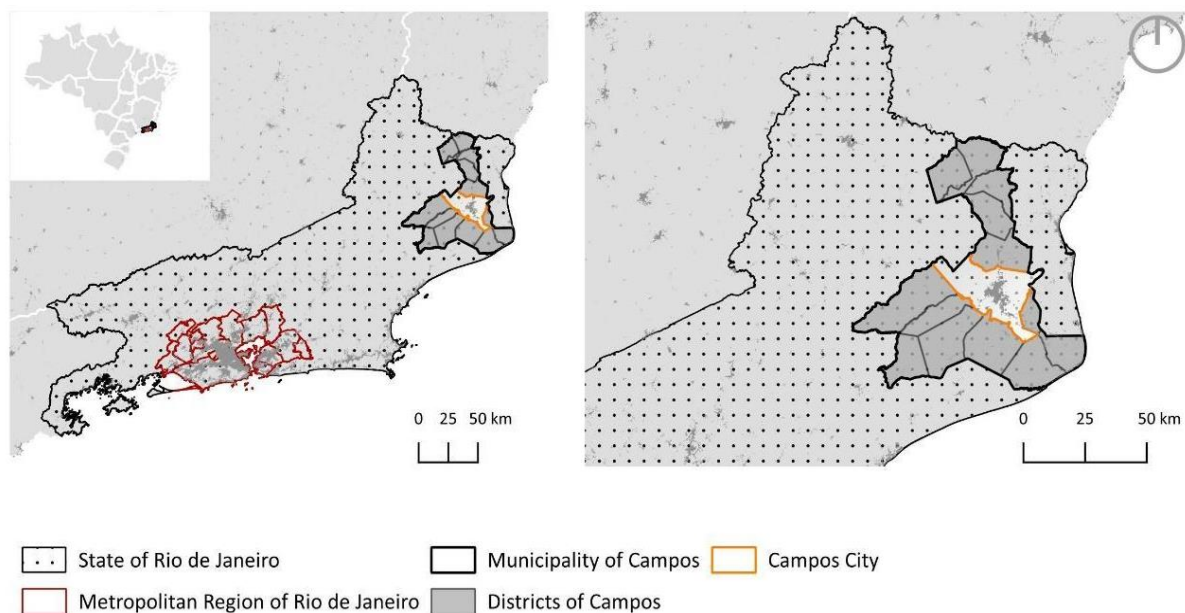 0 25 50 km
0 25 50 km
State of Rio de Janeiro
Municipality of Campos
Campos City
Metropolitan Region of Rio de Janeiro
Districts of Campos